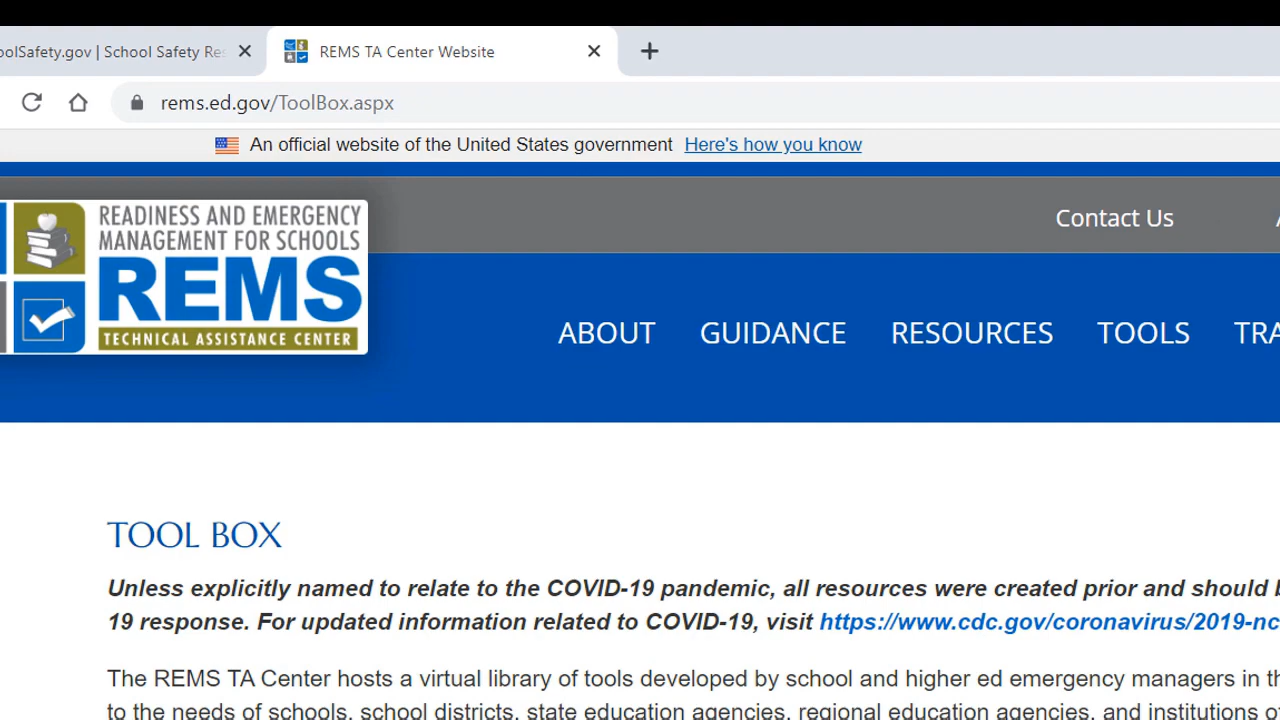 oolSafety.gov | School Safety Res
REMS TA Center Website
rems.ed.gov/ToolBox.aspx
An official website of the United States government Here's how you know
READINESS AND EMERGENCY
MANAGEMENT FOR SCHOOLS
REMS
TECHNICAL ASSISTANCE CENTER
Contact Us
ABOUT GUIDANCE RESOURCES TOOLS TRA
TOOL BOX
Unless explicitly named to relate to the COVID-19 pandemic, all resources were created prior and should b
19 response. For updated information related to COVID-19, visit https://www.cdc.gov/coronavirus/2019-nc
The REMS TA Center hosts a virtual library of tools developed by school and higher ed emergency managers in th
to the needs of schools, school districts, state education agencies, regional education agencies, and institutions o